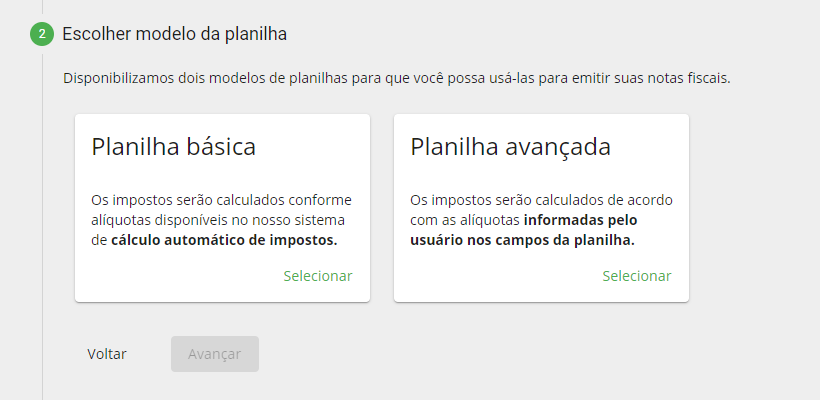 2 Escolher modelo da planilha
Disponibilizamos dois modelos de planilhas para que você possa usá-las para emitir suas notas fiscais.
Planilha básica
Os impostos serão calculados conforme
alíquotas disponíveis no nosso sistema
de cálculo automático de impostos.
Selecionar
Planilha avançada
Os impostos serão calculados de acordo
com as alíquotas informadas pelo
usuário nos campos da planilha.
Selecionar
Voltar
Avançar